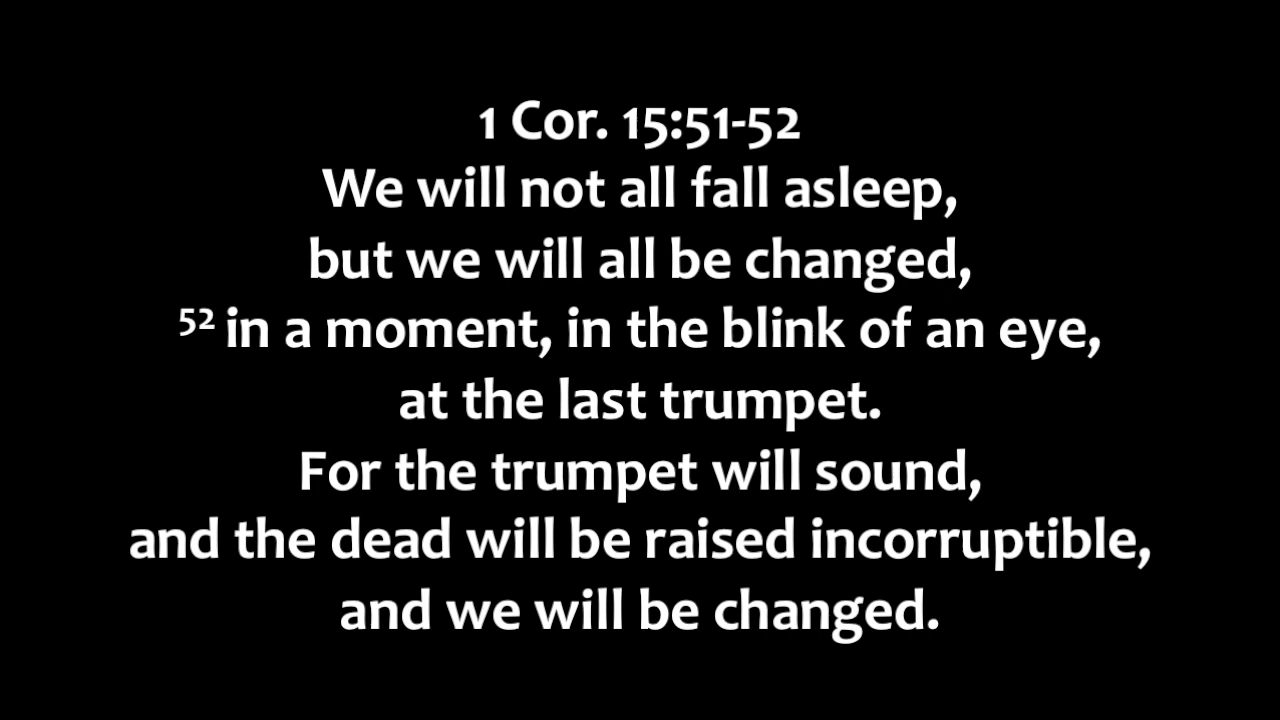 1 Cor. 15:51-52
We will not all fall asleep,
but we will all be changed,
52 in a moment, in the blink of an eye,
at the last trumpet.
For the trumpet will sound,
and the dead will be raised incorruptible,
and we will be changed.